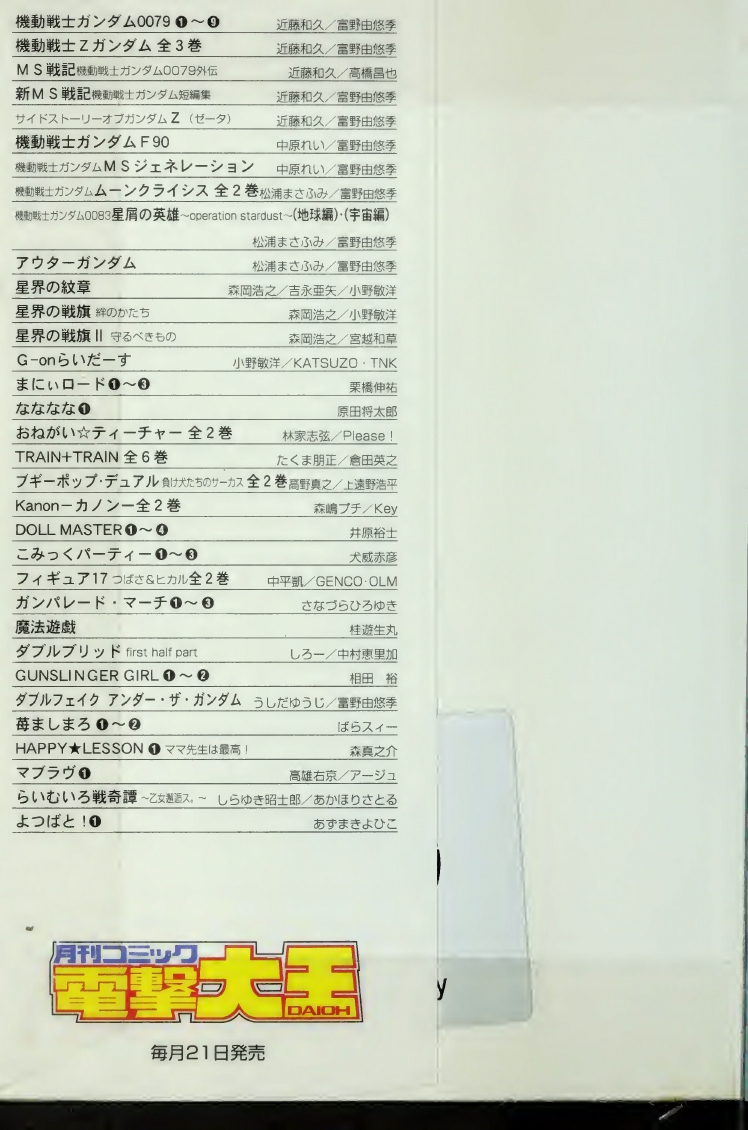 機動戦士ガンダム0079 ❶～❾ 近藤和久／富野由悠季
機動戦士Ζガンダム 全3巻 近藤和久／富野由悠季
MS戦記機動戦士ガンダム0079外伝 近藤和久／高橋昌也
新MS戦記機動戦士ガンダム短編集 近藤和久／富野由悠季
サイドストーリーオブガンダム Ζ （ゼータ） 近藤和久／富野由悠季
機動戦士ガンダムF90 中原れい／富野由悠季
機動戦士ガンダムMSジェネレーション 中原れい／富野由悠季
機動戦士ガンダムムーンクライシス 全2巻 松浦まさふみ／富野由悠季
機動戦士ガンダム0083星屑の英雄～operation stardust～(地球編)・(宇宙編)
松浦まさふみ／富野由悠季
アウターガンダム 松浦まさふみ／富野由悠季
星界の紋章 森岡浩之／吉永亜矢／小野敏洋
星界の戦旗 絆のかたち 森岡浩之／小野敏洋
星界の戦旗Ⅱ 守るべきもの 森岡浩之／宮越和草
G-onらいだーす 小野敏洋／KATSUZO・TNK
まにぃロード❶～❸ 栗橋伸祐
なななな❶ 原田将太郎
おねがい☆ティーチャー 全2巻 林家志弦／Please！
TRAIN+TRAIN 全6巻 たくま朋正／倉田英之
ブギーポップ・デュアル 負け犬たちのサーカス 全2巻 高野真之／上遠野浩平
Kanonーカノンー全2巻 森嶋プチ／Key
DOLL MASTER❶～❹ 井原裕士
こみっくパーティー❶～❸ 犬威赤彦
フィギュア17 つばさ＆ヒカル全2巻 中平凱／GENCO・OLM
ガンパレード・マーチ❶～❸ さなづらひろゆき
魔法遊戯 桂遊生丸
ダブルブリッド first half part しろー／中村恵里加
GUNSLINGER GIRL ❶～❷ 相田 裕
ダブルフェイク アンダー・ザ・ガンダム うしだゆうじ／富野由悠季
苺ましまろ ❶～❷ ばらスィー
HAPPY★LESSON ❶ ママ先生は最高！ 森真之介
マブラヴ❶ 高雄右京／アージュ
らいむいろ戦奇譚 ～乙女邂逅ス。～ しらゆき昭士郎／あかほりさとる
よつばと！❶ あずまきよひこ
月刊コミック
電撃大王
DAIOH
毎月21日発売